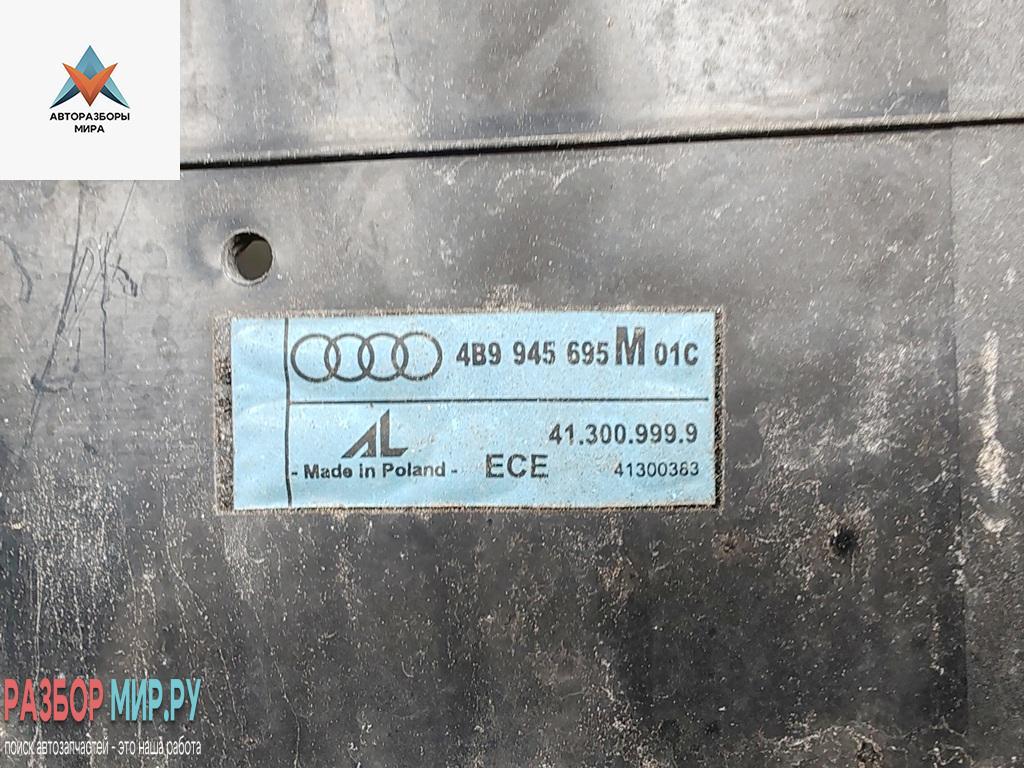 АВТОРАЗБОРЫ
МИРА
4B9 945 695 M 01C
AL
41.300.999.9
- Made in Poland - ECE 41300383
РАЗБОР МИР.РУ
поиск автозапчастей - это наша работа